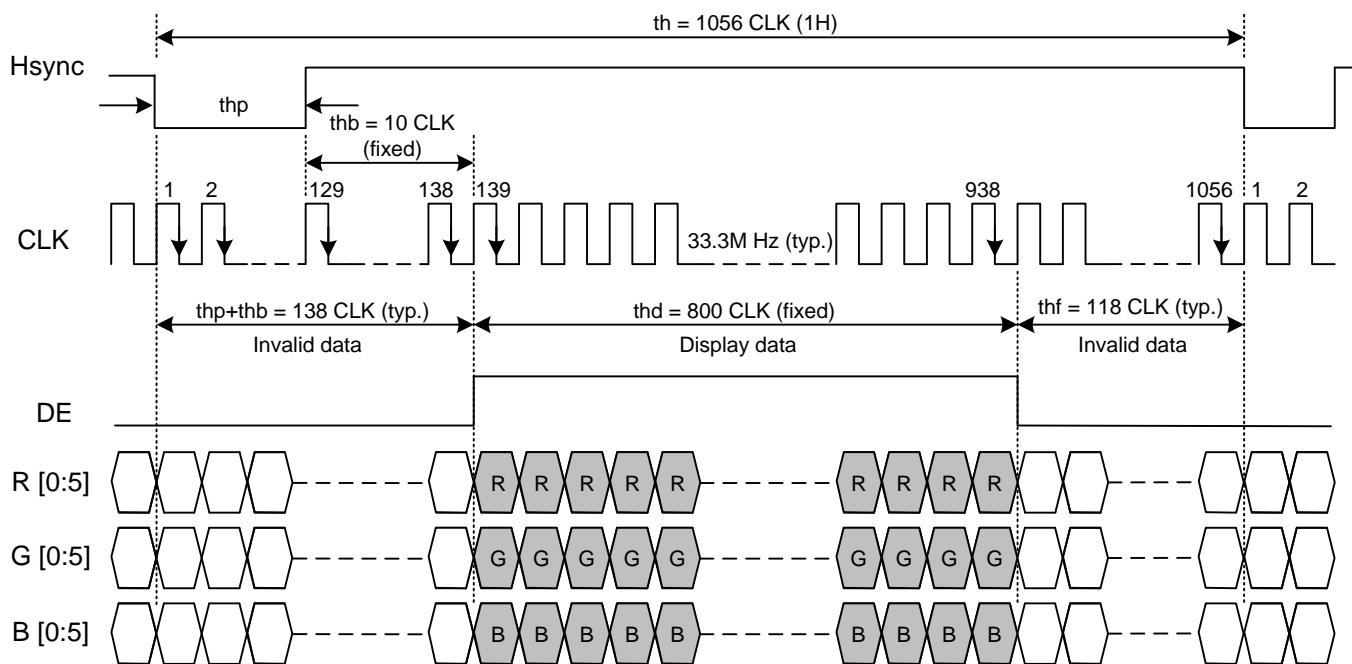 th = 1056 CLK (1H)
Hsync
thp
thb = 10 CLK
(fixed)
1 2 129 138 139 938 1056 1 2
CLK
33.3M Hz (typ.)
thp+thb = 138 CLK (typ.) thd = 800 CLK (fixed) thf = 118 CLK (typ.)
Invalid data Display data Invalid data
DE
R [0:5] R R R R R R R R R
G [0:5] G G G G G G G G G
B [0:5] B B B B B B B B B